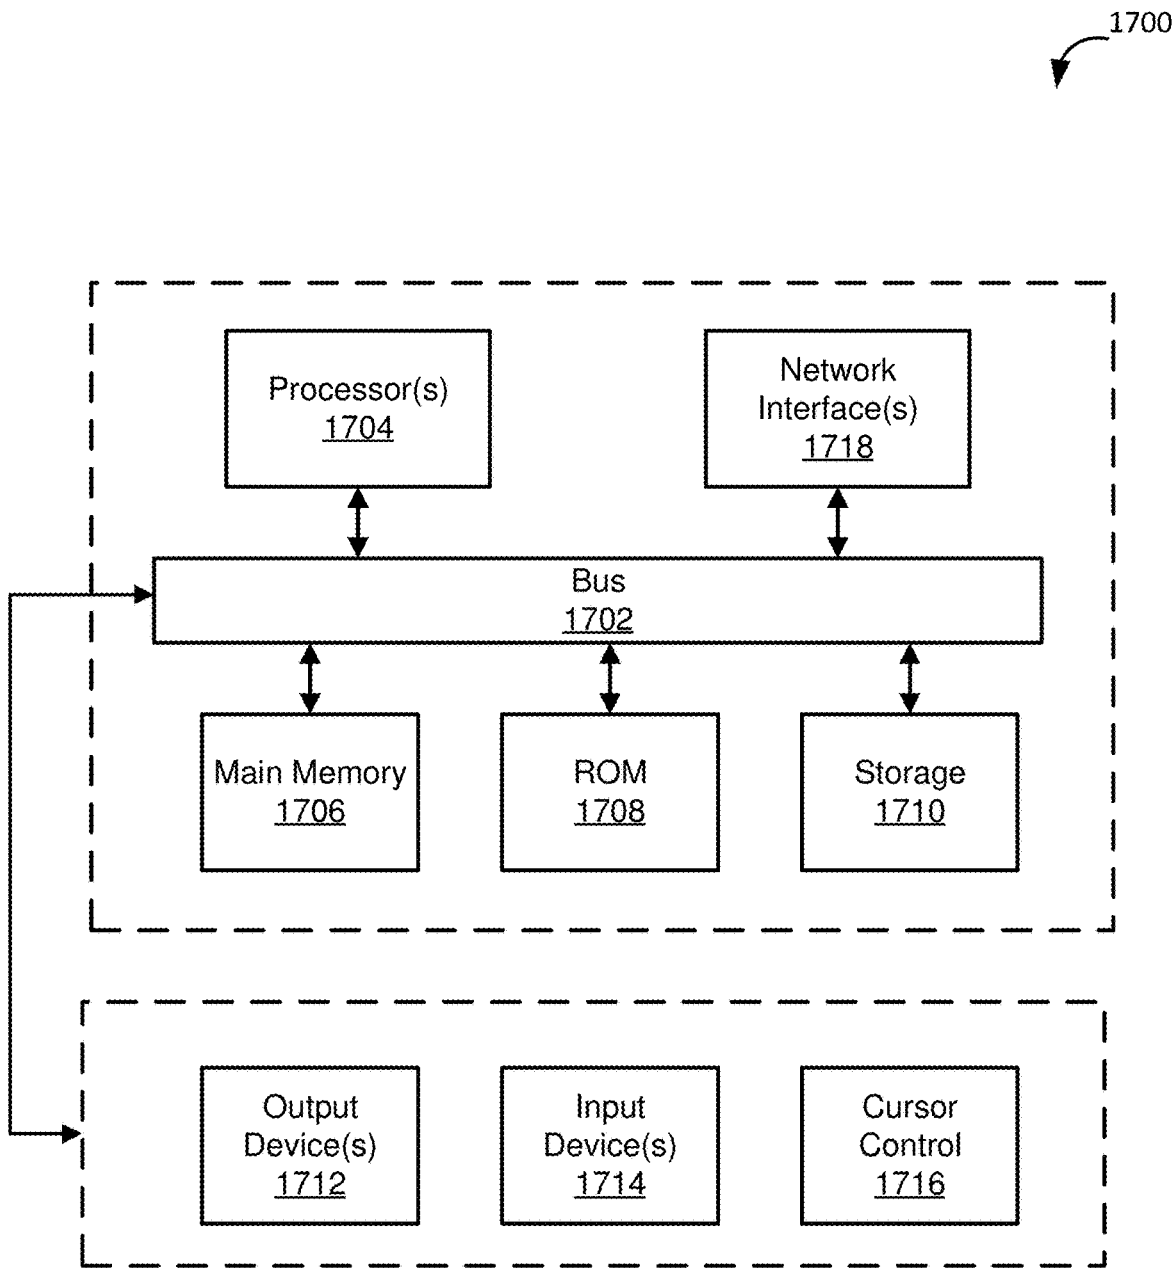 1700
Processor(s)
1704
Network
Interface(s)
1718
Bus
1702
Main Memory
1706
ROM
1708
Storage
1710
Output
Device(s)
1712
Input
Device(s)
1714
Cursor
Control
1716